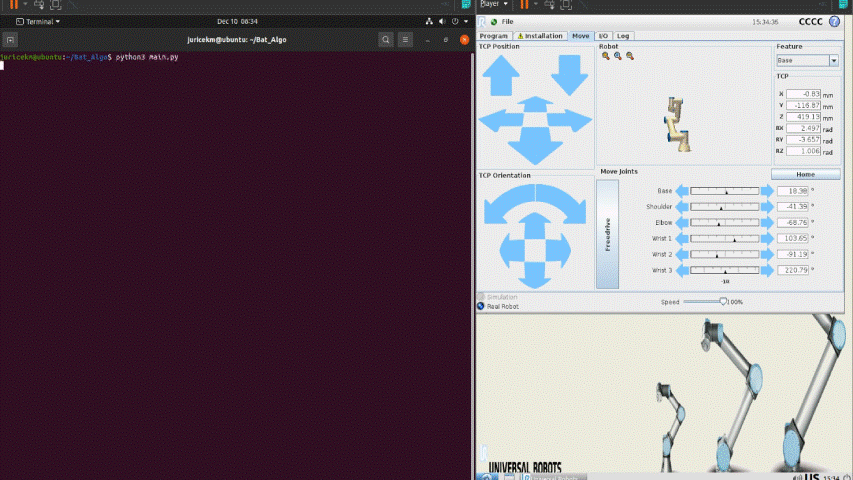 Player
Terminal
Dec 10 06:34
juricekm@ubuntu: ~/Bat_Algo
juricekm@ubuntu:~/Bat_Algo$ python3 main.py
File
15:34:36
CCCC
Program
Installation
Move
I/O
Log
TCP Position
Robot
Feature
Base
TCP
X -0.83 mm
Y -116.87 mm
Z 419.13 mm
RX 2.497 rad
RY -3.657 rad
RZ 1.006 rad
TCP Orientation
Move Joints
Home
Freedrive
Base 18.38 °
Shoulder -41.39 °
Elbow -68.76 °
Wrist 1 103.65 °
Wrist 2 -91.19 °
Wrist 3 220.79 °
Simulation
Real Robot
Speed 100%
UNIVERSAL ROBOTS
US 15:34